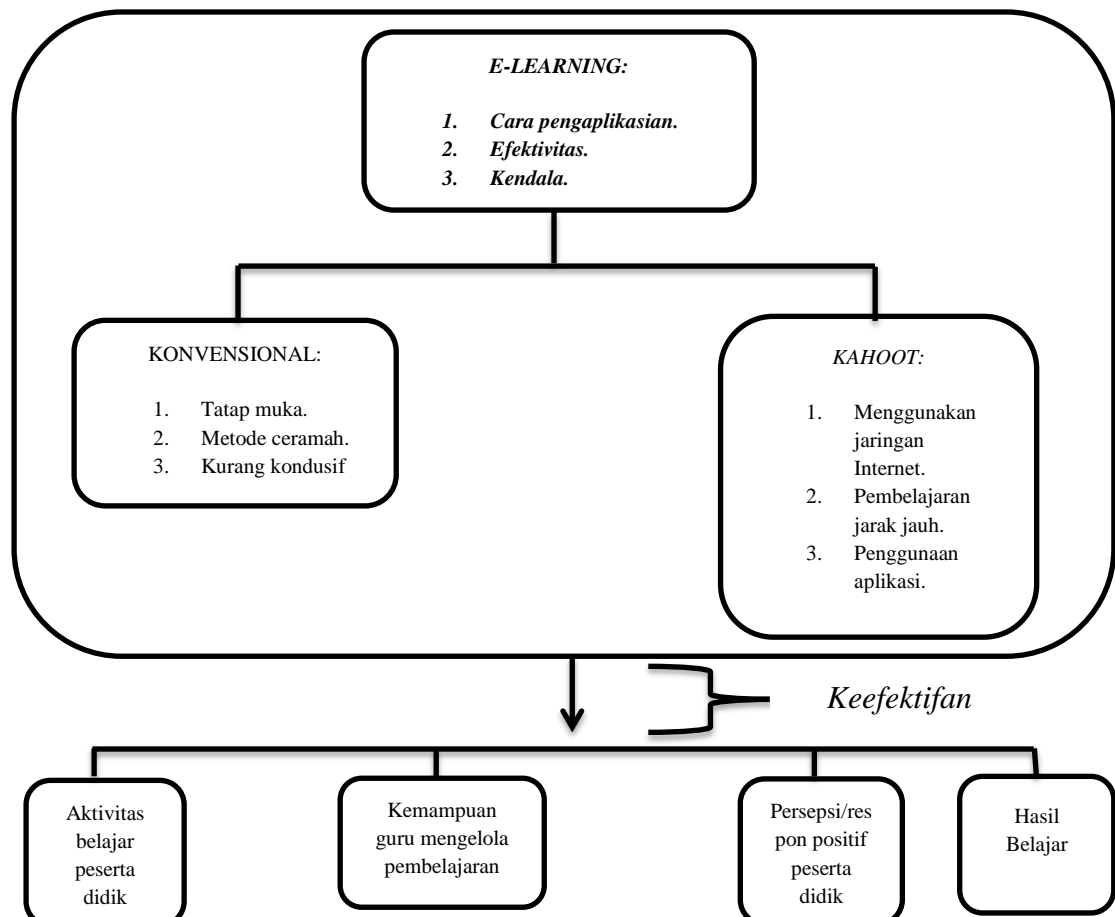 E-LEARNING:
1. Cara pengaplikasian.
2. Efektivitas.
3. Kendala.
KONVENSIONAL:
1. Tatap muka.
2. Metode ceramah.
3. Kurang kondusif
KAHOOT:
1. Menggunakan
jaringan
Internet.
2. Pembelajaran
jarak jauh.
3. Penggunaan
aplikasi.
Keefektifan
Aktivitas
belajar
peserta
didik
Kemampuan
guru mengelola
pembelajaran
Persepsi/res
pon positif
peserta
didik
Hasil
Belajar